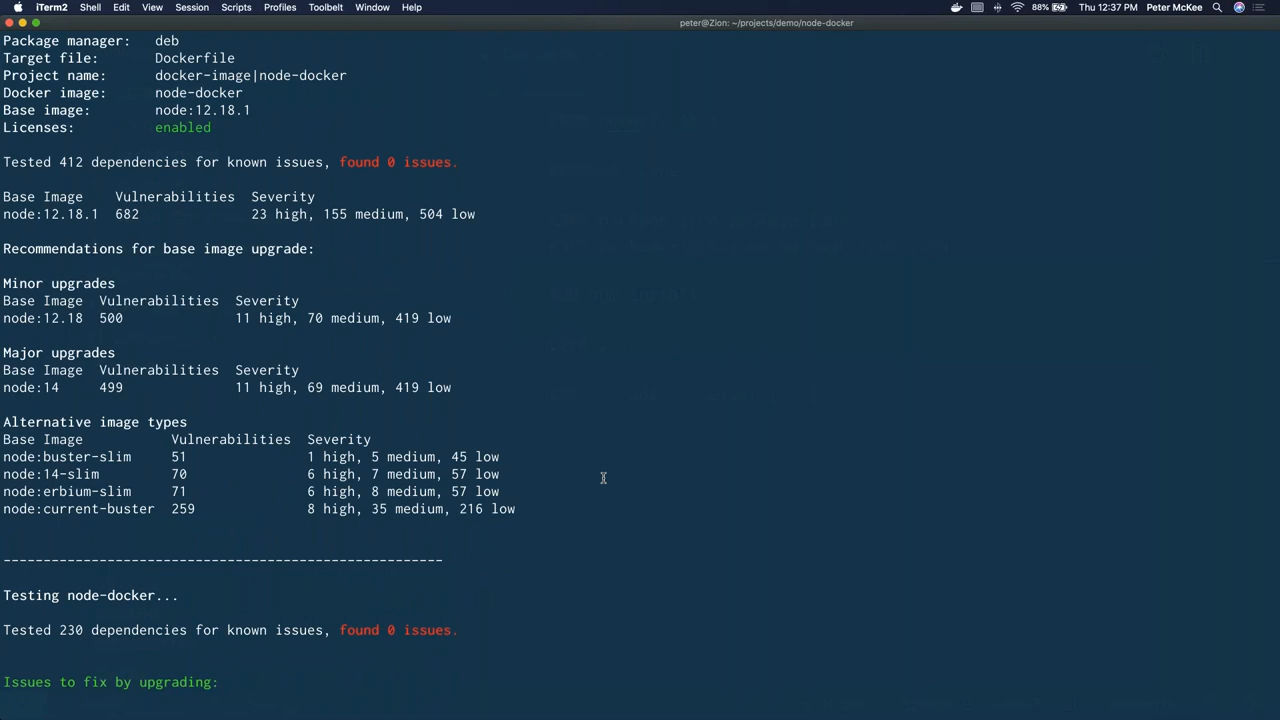 iTerm2 Shell Edit View Session Scripts Profiles Toolbelt Window Help 88% Thu 12:37 PM Peter McKee
peter@Zion: ~/projects/demo/node-docker
Package manager: deb
Target file: Dockerfile
Project name: docker-image|node-docker
Docker image: node-docker
Base image: node:12.18.1
Licenses: enabled
Tested 412 dependencies for known issues, found 0 issues.
Base Image Vulnerabilities Severity
node:12.18.1 682 23 high, 155 medium, 504 low
Recommendations for base image upgrade:
Minor upgrades
Base Image Vulnerabilities Severity
node:12.18 500 11 high, 70 medium, 419 low
Major upgrades
Base Image Vulnerabilities Severity
node:14 499 11 high, 69 medium, 419 low
Alternative image types
Base Image Vulnerabilities Severity
node:buster-slim 51 1 high, 5 medium, 45 low
node:14-slim 70 6 high, 7 medium, 57 low
node:erbium-slim 71 6 high, 8 medium, 57 low
node:current-buster 259 8 high, 35 medium, 216 low
-------------------------------------------------------
Testing node-docker...
Tested 230 dependencies for known issues, found 0 issues.
Issues to fix by upgrading: